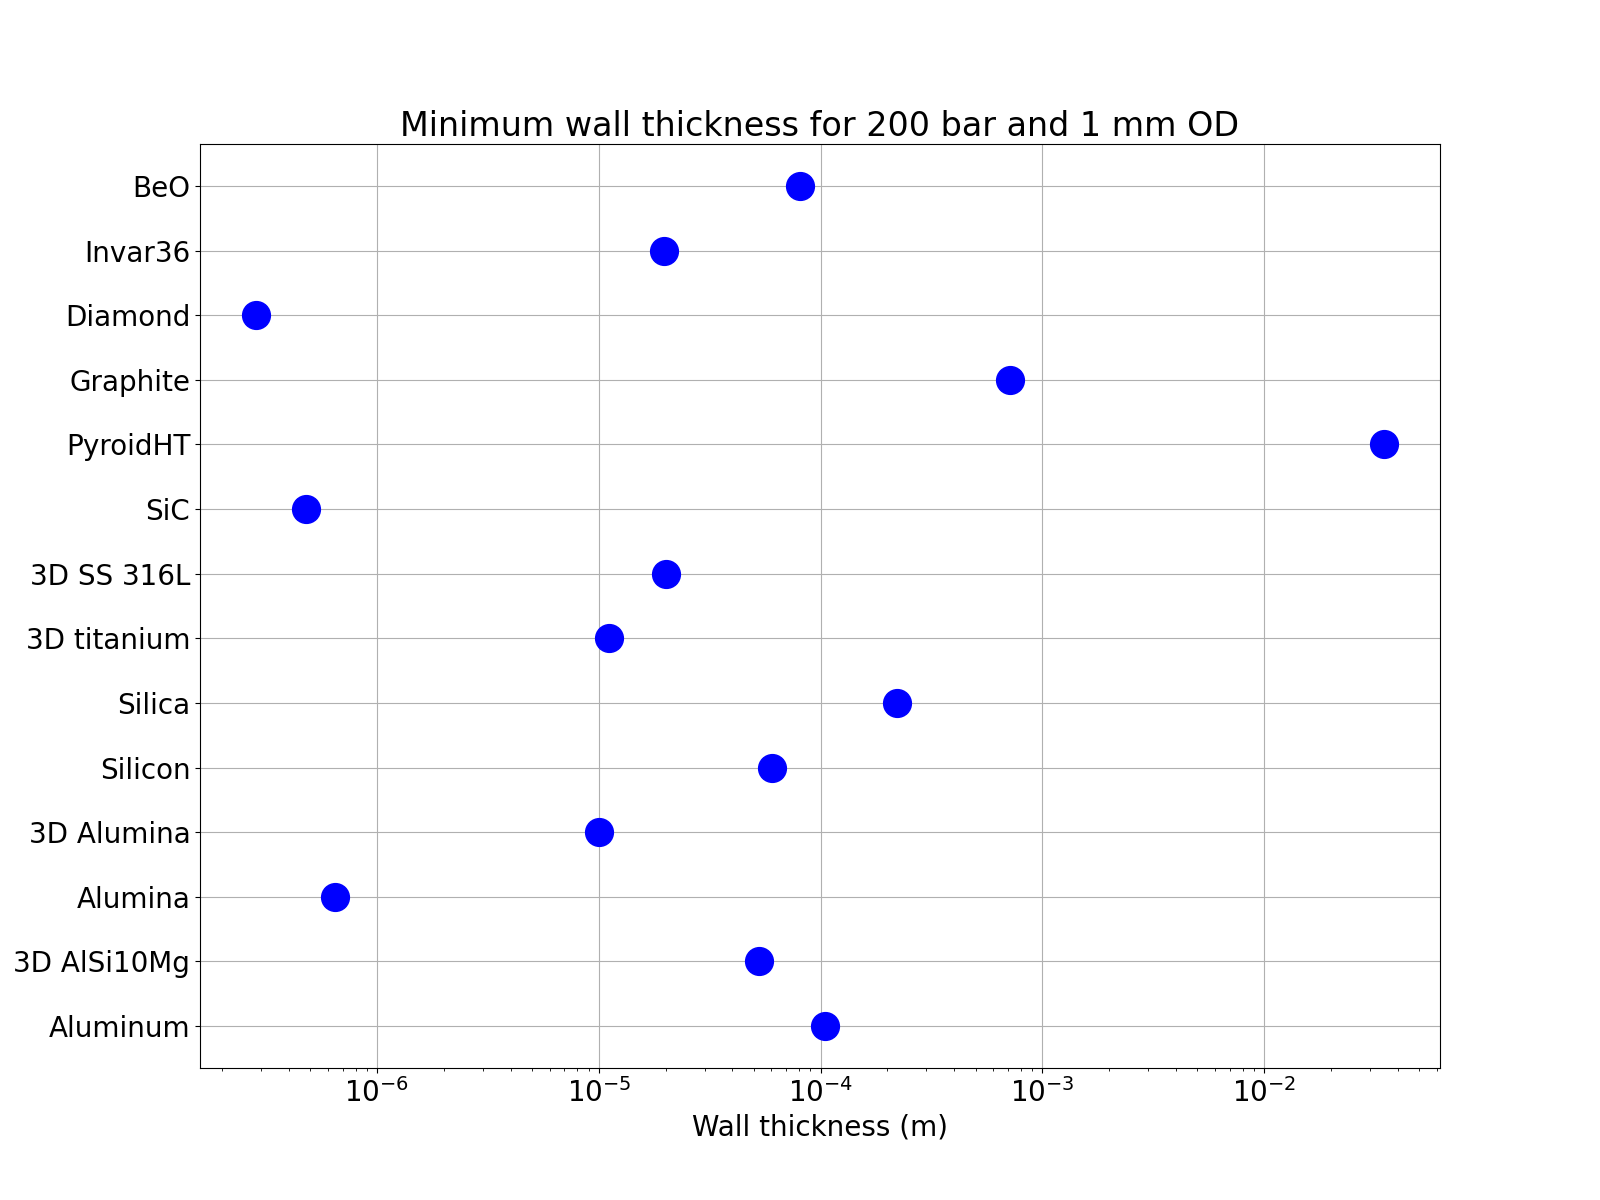 Minimum wall thickness for 200 bar and 1 mm OD
BeO
Invar36
Diamond
Graphite
PyroidHT
SiC
3D SS 316L
3D titanium
Silica
Silicon
3D Alumina
Alumina
3D AlSi10Mg
Aluminum
10⁻⁶ 10⁻⁵ 10⁻⁴ 10⁻³ 10⁻²
Wall thickness (m)